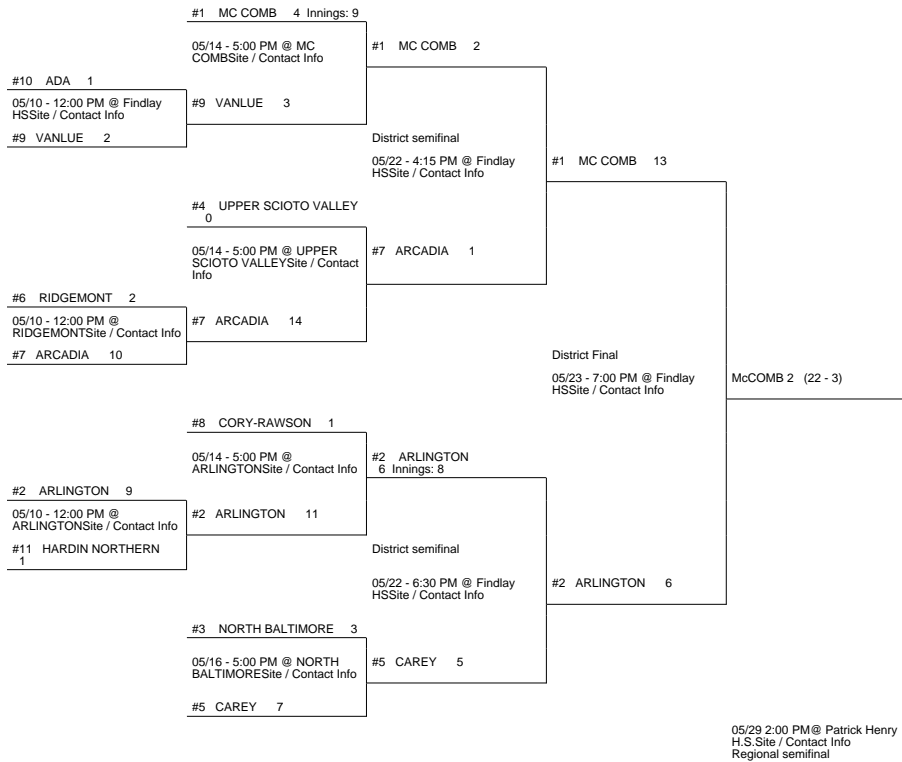 #1 MC COMB 4 Innings: 9
05/14 - 5:00 PM @ MC
COMBSite / Contact Info
#1 MC COMB 2
#10 ADA 1
05/10 - 12:00 PM @ Findlay
HSSite / Contact Info
#9 VANLUE 3
#9 VANLUE 2
District semifinal
05/22 - 4:15 PM @ Findlay
HSSite / Contact Info
#1 MC COMB 13
#4 UPPER SCIOTO VALLEY
0
05/14 - 5:00 PM @ UPPER
SCIOTO VALLEYSite / Contact
Info
#7 ARCADIA 1
#6 RIDGEMONT 2
05/10 - 12:00 PM @
RIDGEMONTSite / Contact Info
#7 ARCADIA 14
#7 ARCADIA 10
District Final
05/23 - 7:00 PM @ Findlay
HSSite / Contact Info
McCOMB 2 (22 - 3)
#8 CORY-RAWSON 1
05/14 - 5:00 PM @
ARLINGTONSite / Contact Info
#2 ARLINGTON
6 Innings: 8
#2 ARLINGTON 9
05/10 - 12:00 PM @
ARLINGTONSite / Contact Info
#2 ARLINGTON 11
#11 HARDIN NORTHERN
1
District semifinal
05/22 - 6:30 PM @ Findlay
HSSite / Contact Info
#2 ARLINGTON 6
#3 NORTH BALTIMORE 3
05/16 - 5:00 PM @ NORTH
BALTIMORESite / Contact Info
#5 CAREY 5
#5 CAREY 7
05/29 2:00 PM@ Patrick Henry
H.S.Site / Contact Info
Regional semifinal